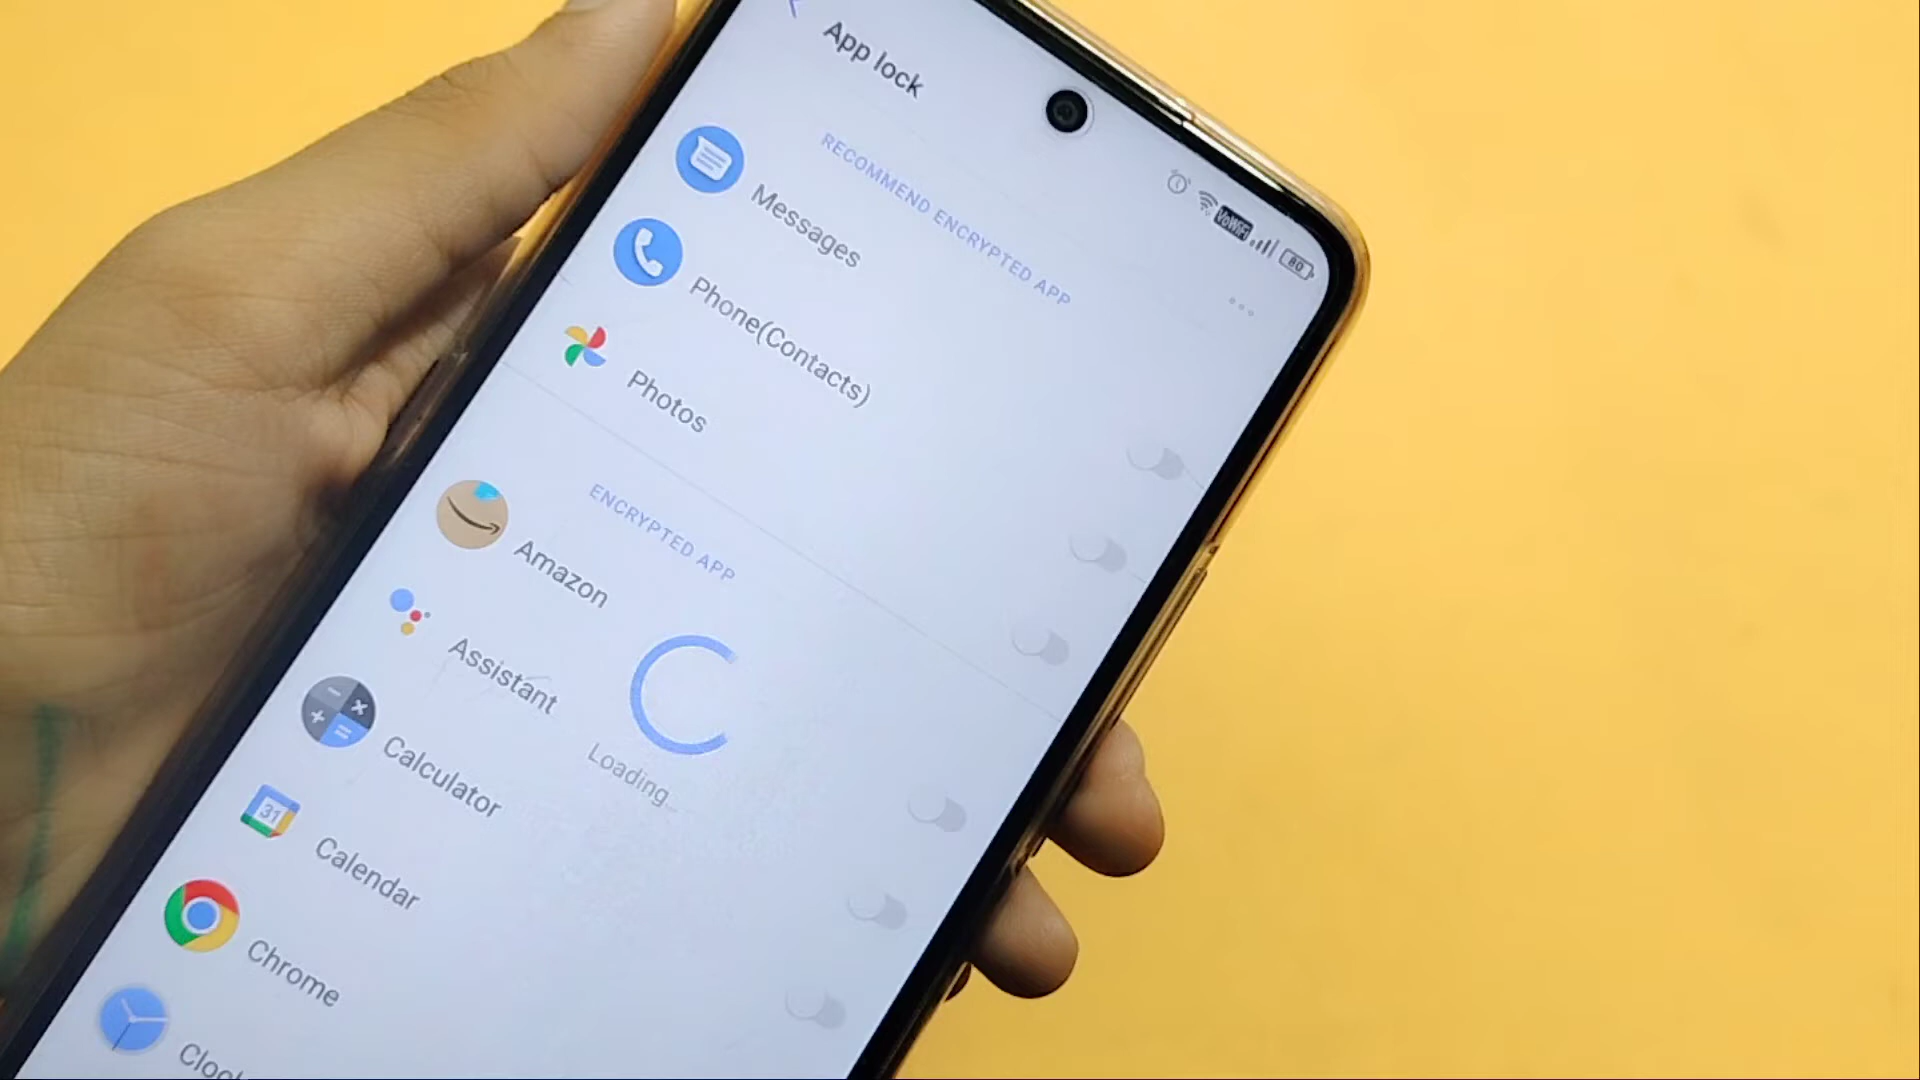 VoWiFi
80
App lock
RECOMMEND ENCRYPTED APP
Messages
Phone(Contacts)
Photos
ENCRYPTED APP
Amazon
Assistant
Loading...
Calculator
31
Calendar
Chrome
Clock